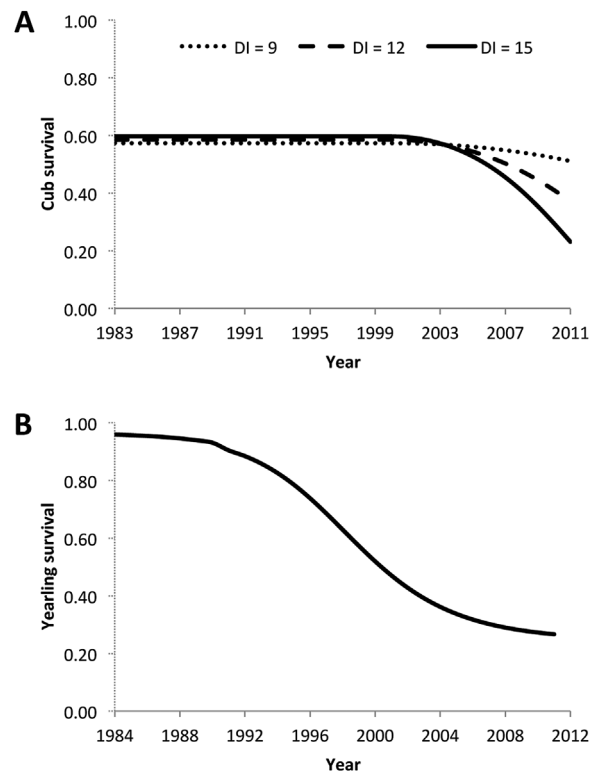 A
1.00
DI = 9 DI = 12 DI = 15
0.80
0.60
0.40
0.20
0.00
Cub survival
1983 1987 1991 1995 1999 2003 2007 2011
Year
B
1.00
0.80
0.60
0.40
0.20
0.00
Yearling survival
1984 1988 1992 1996 2000 2004 2008 2012
Year